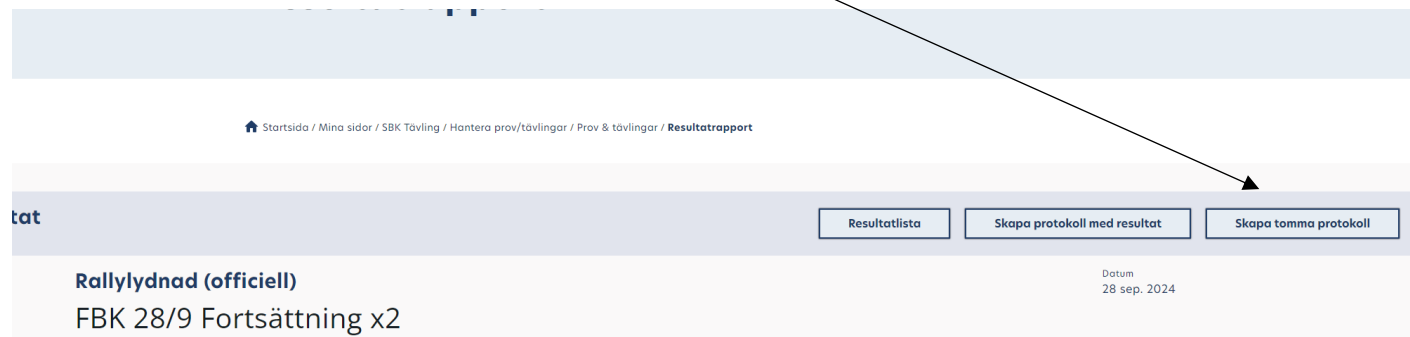 Startsida / Mina sidor / SBK Tävling / Hantera prov/tävlingar / Prov & tävlingar / Resultatrapport
tat
Resultatlista
Skapa protokoll med resultat
Skapa tomma protokoll
Rallylydnad (officiell)
Datum
28 sep. 2024
FBK 28/9 Fortsättning x2